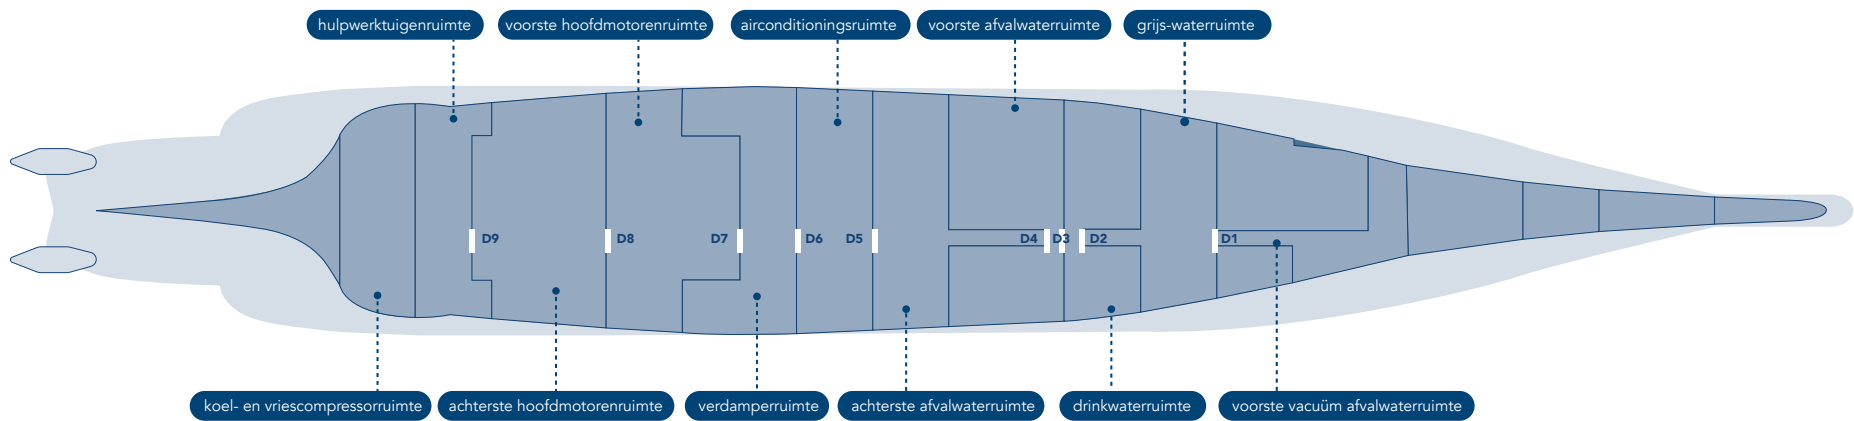 hulpwerktuigenruimte
voorste hoofdmotorenruimte
airconditioningsruimte
voorste afvalwaterruimte
grijs-waterruimte
D9
D8
D7
D6
D5
D4
D3
D2
D1
koel- en vriescompressorruimte
achterste hoofdmotorenruimte
verdamperruimte
achterste afvalwaterruimte
drinkwaterruimte
voorste vacuüm afvalwaterruimte